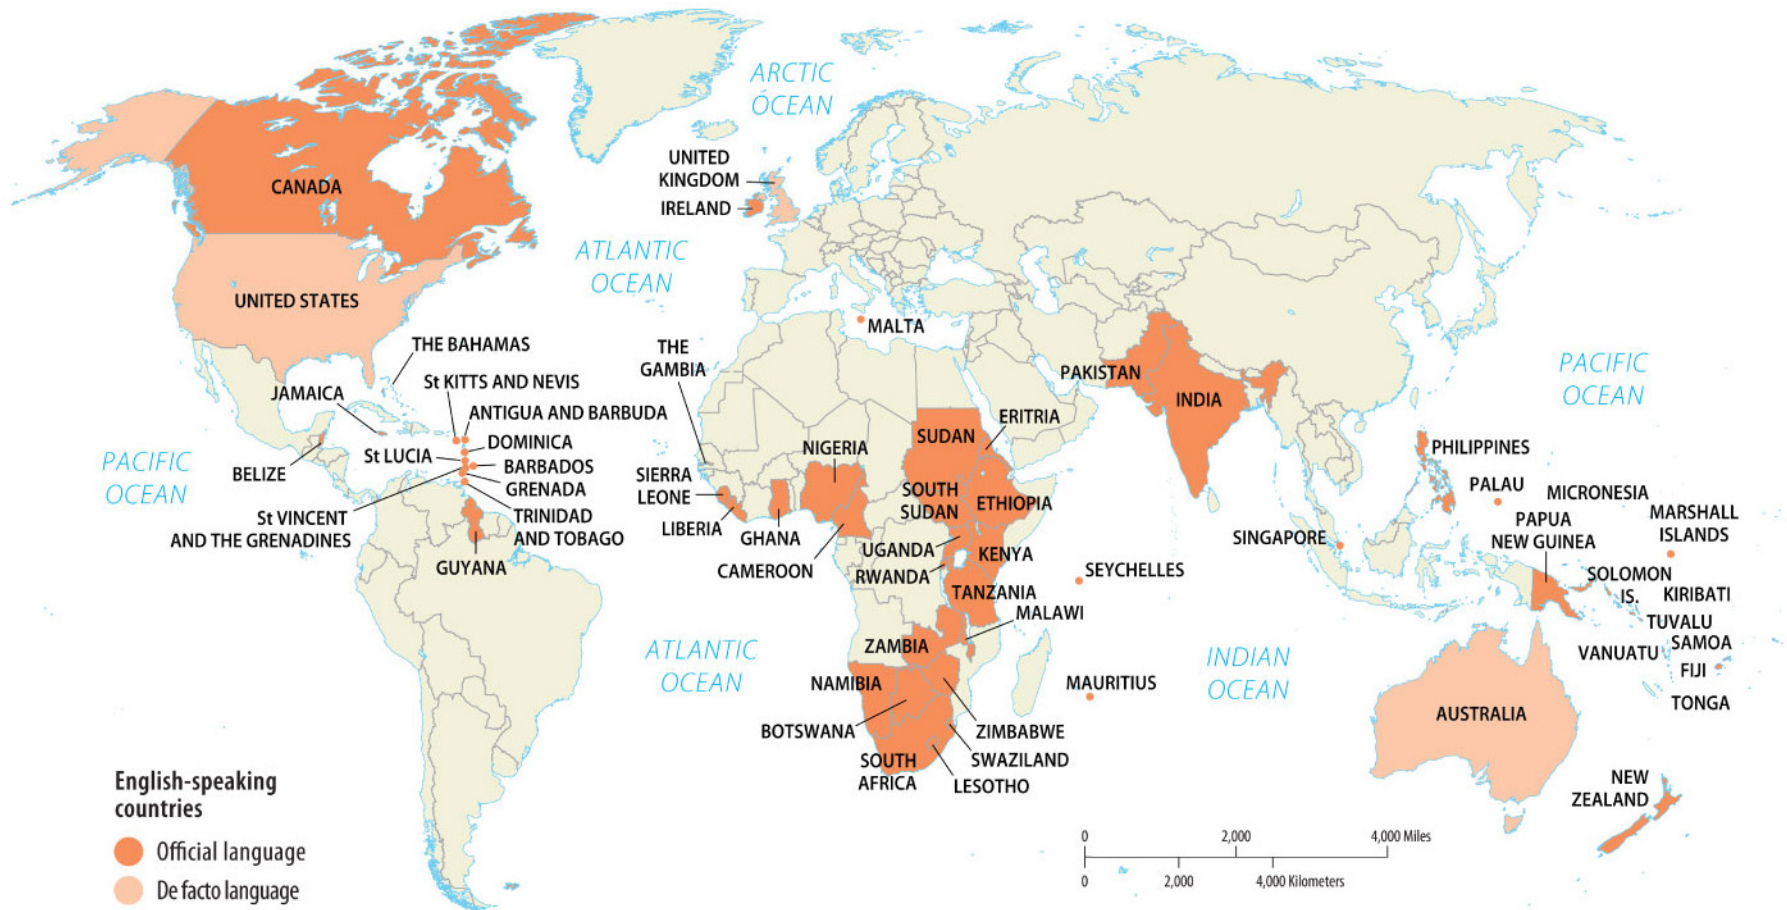 ARCTIC
ÓCEAN
UNITED
KINGDOM
IRELAND
CANADA
ATLANTIC
OCEAN
UNITED STATES
MALTA
THE BAHAMAS
THE
GAMBIA
St KITTS AND NEVIS
JAMAICA
ANTIGUA AND BARBUDA
DOMINICA
St LUCIA
BARBADOS
GRENADA
BELIZE
St VINCENT
AND THE GRENADINES
TRINIDAD
AND TOBAGO
GUYANA
PACIFIC
OCEAN
PAKISTAN
INDIA
ERITRIA
SUDAN
NIGERIA
SIERRA
LEONE
LIBERIA
GHANA
CAMEROON
SOUTH
SUDAN
ETHIOPIA
UGANDA
KENYA
RWANDA
TANZANIA
MALAWI
SEYCHELLES
ZAMBIA
NAMIBIA
BOTSWANA
ZIMBABWE
SWAZILAND
SOUTH
AFRICA
LESOTHO
MAURITIUS
ATLANTIC
OCEAN
INDIAN
OCEAN
PACIFIC
OCEAN
PHILIPPINES
PALAU
MICRONESIA
MARSHALL
ISLANDS
SINGAPORE
PAPUA
NEW GUINEA
SOLOMON
IS.
KIRIBATI
TUVALU
SAMOA
VANUATU
FIJI
TONGA
AUSTRALIA
NEW
ZEALAND
English-speaking
countries
Official language
De facto language
0 2,000 4,000 Miles
0 2,000 4,000 Kilometers